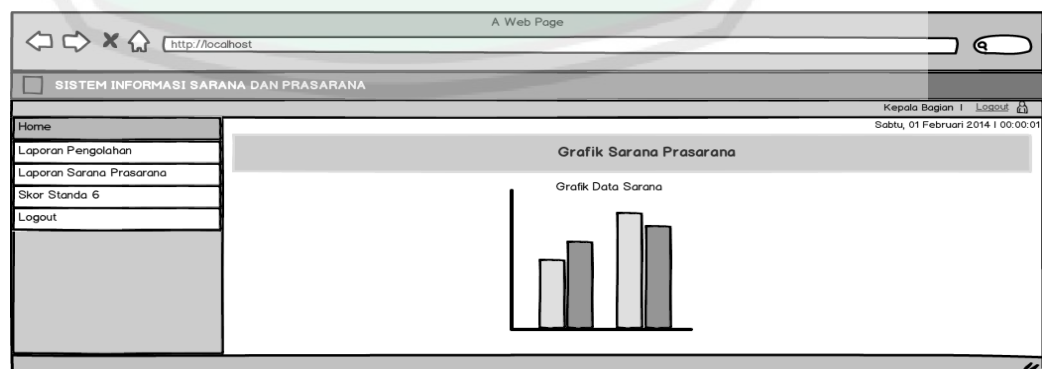 A Web Page
http://localhost
SISTEM INFORMASI SARANA DAN PRASARANA
Kepala Bagian | Logout
Sabtu, 01 Februari 2014 | 00:00:01
Home
Laporan Pengolahan
Laporan Sarana Prasarana
Skor Standa 6
Logout
Grafik Sarana Prasarana
Grafik Data Sarana